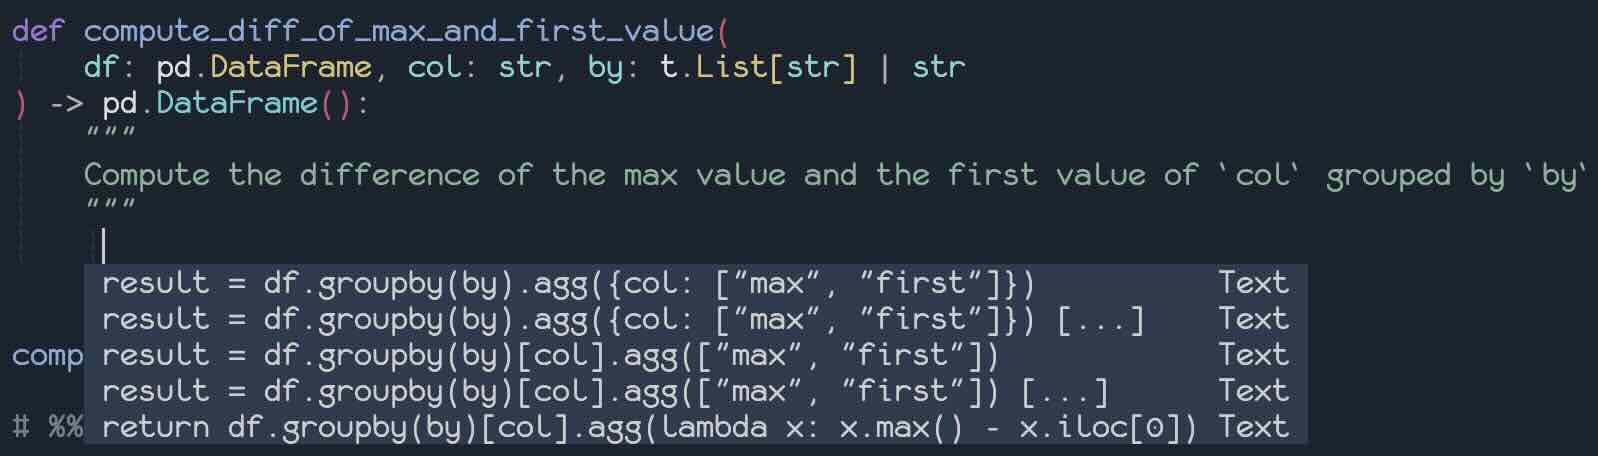 def compute_diff_of_max_and_first_value(
    df: pd.DataFrame, col: str, by: t.List[str] | str
) -> pd.DataFrame():
    """
    Compute the difference of the max value and the first value of `col` grouped by `by`
    """
result = df.groupby(by).agg({col: ["max", "first"]}) Text
result = df.groupby(by).agg({col: ["max", "first"]}) [...] Text
comp result = df.groupby(by)[col].agg(["max", "first"]) Text
result = df.groupby(by)[col].agg(["max", "first"]) [...] Text
# %% return df.groupby(by)[col].agg(lambda x: x.max() - x.iloc[0]) Text